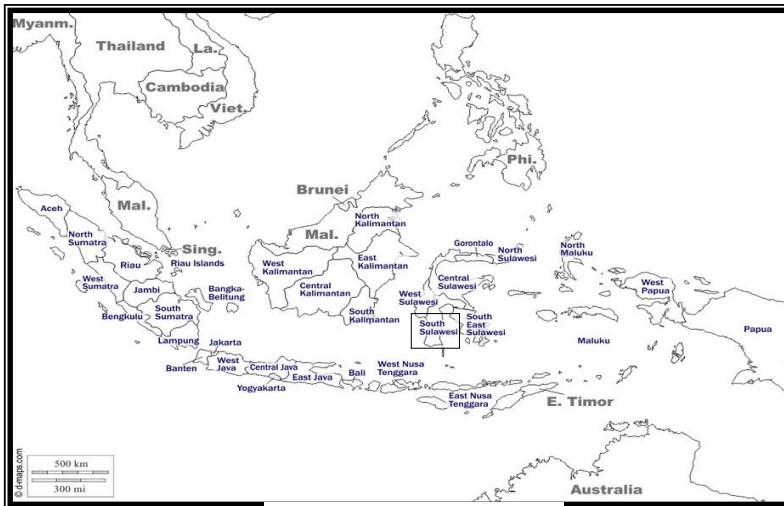 Myanm.
Thailand
La.
Cambodia
Viet.
Phi.
Mal.
Brunei
Mal.
Sing.
Aceh
North
Sumatra
Riau
Riau Islands
West
Sumatra
Jambi
Bangka-
Belitung
South
Sumatra
Bengkulu
Lampung
Jakarta
Banten
West
Java
Central Java
Yogyakarta
East Java
Bali
West Nusa
Tenggara
East Nusa
Tenggara
E. Timor
North
Kalimantan
West
Kalimantan
East
Kalimantan
Central
Kalimantan
South
Kalimantan
Gorontalo
North
Sulawesi
Central
Sulawesi
West
Sulawesi
South
Sulawesi
South
East
Sulawesi
North
Maluku
Maluku
West
Papua
Papua
Australia
500 km
300 mi
© d-maps.com